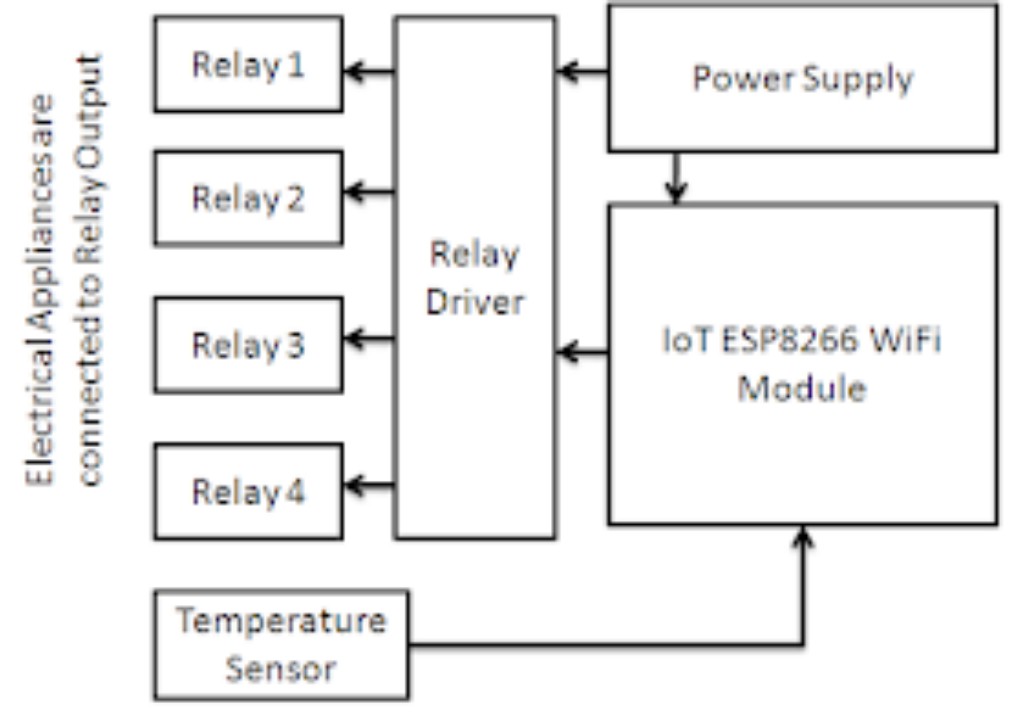 Electrical Appliances are
connected to Relay Output
Relay 1
Relay 2
Relay 3
Relay 4
Relay
Driver
Power Supply
IoT ESP8266 WiFi
Module
Temperature
Sensor